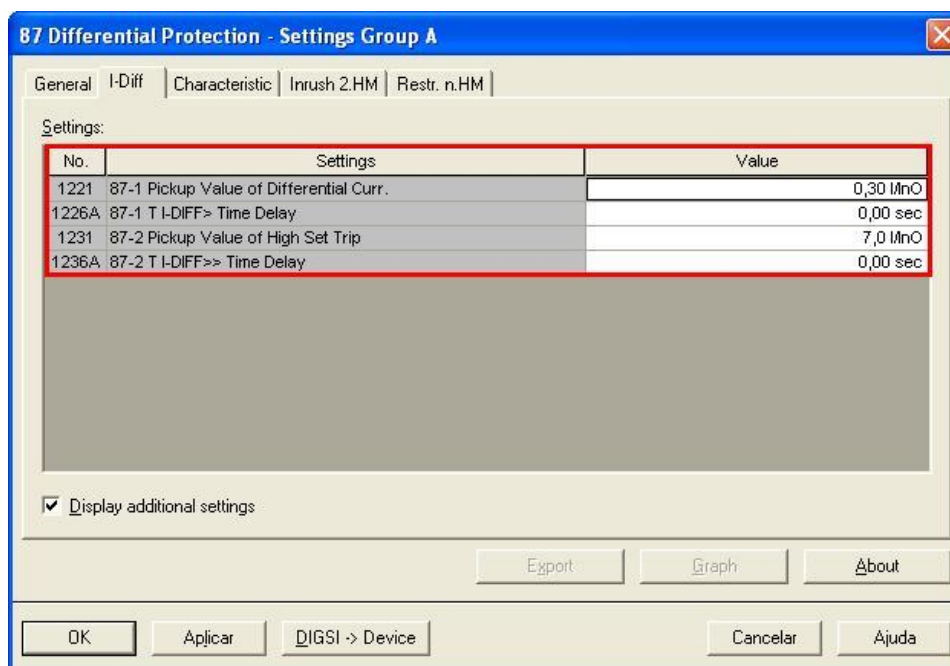 87 Differential Protection - Settings Group A
General I-Diff Characteristic Inrush 2.HM Restr. n.HM
Settings:
No. Settings Value
1221 87-1 Pickup Value of Differential Curr. 0,30 I/InO
1226A 87-1 T I-DIFF> Time Delay 0,00 sec
1231 87-2 Pickup Value of High Set Trip 7,0 I/InO
1236A 87-2 T I-DIFF>> Time Delay 0,00 sec
Display additional settings
Export Graph About
OK Aplicar DIGSI -> Device Cancelar Ajuda